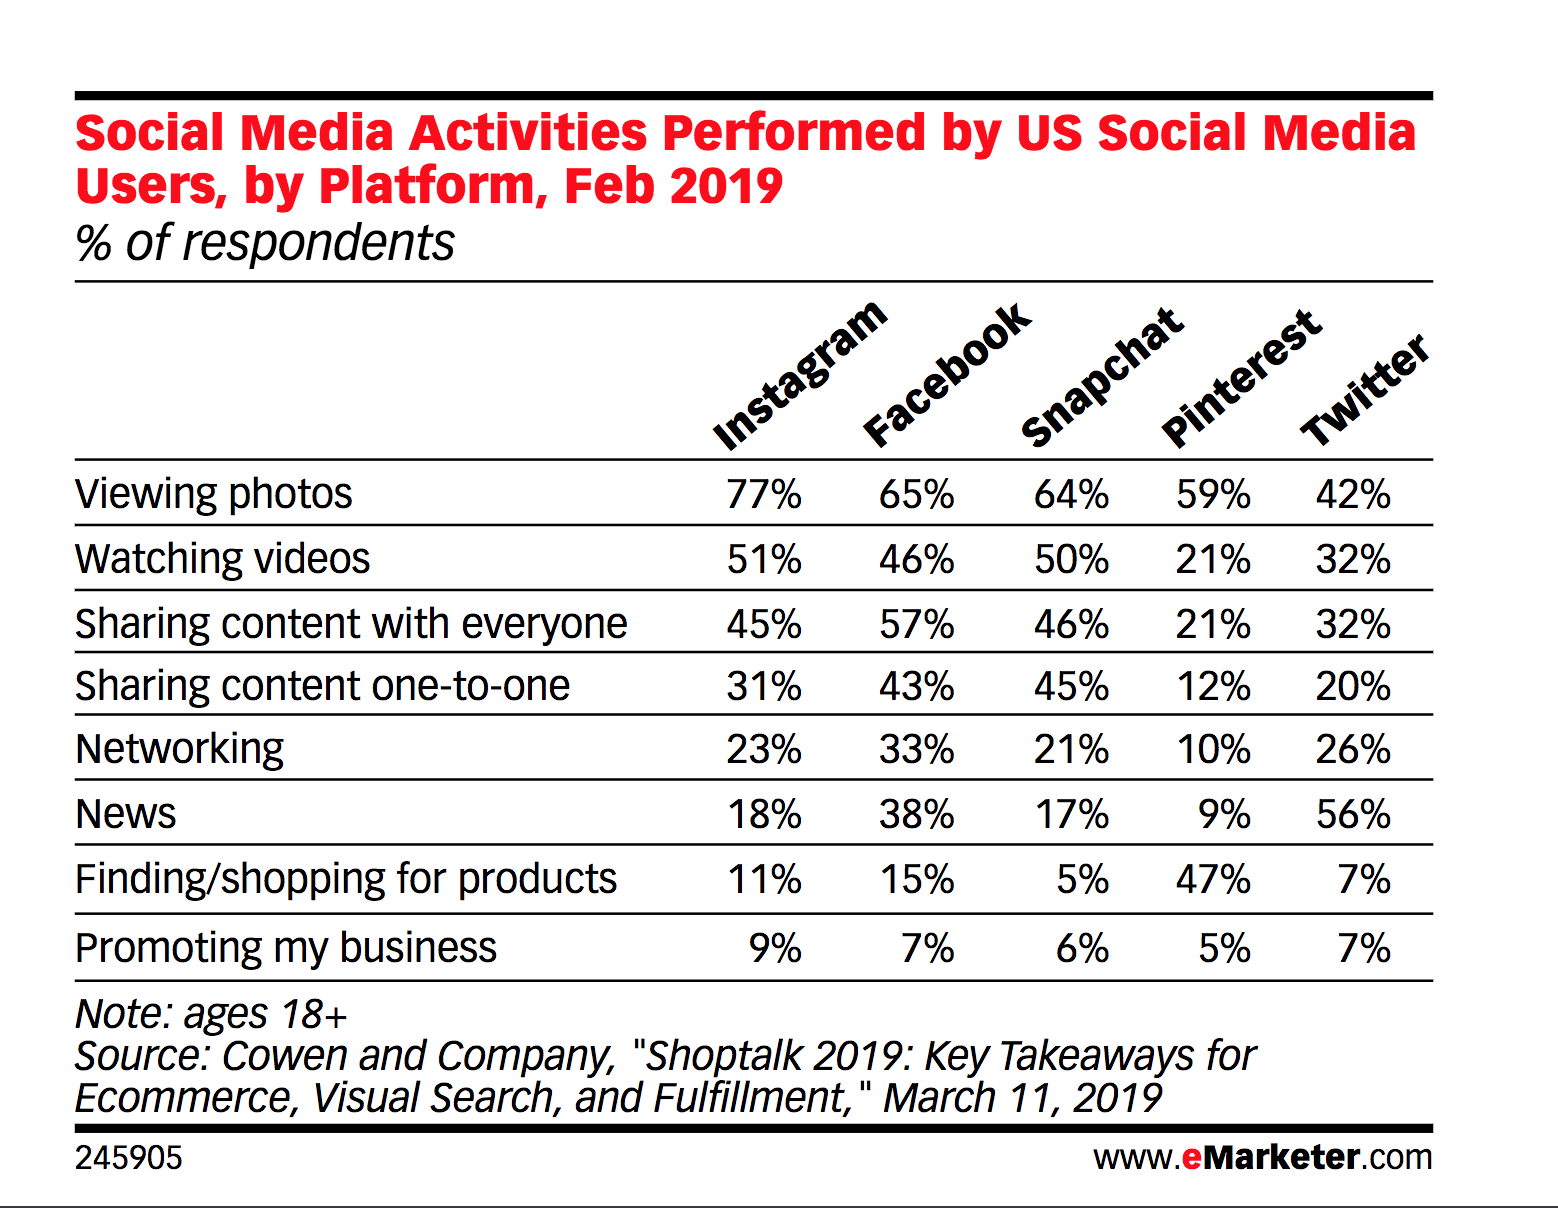 Social Media Activities Performed by US Social Media
Users, by Platform, Feb 2019
% of respondents
Instagram Facebook Snapchat Pinterest Twitter
Viewing photos 77% 65% 64% 59% 42%
Watching videos 51% 46% 50% 21% 32%
Sharing content with everyone 45% 57% 46% 21% 32%
Sharing content one-to-one 31% 43% 45% 12% 20%
Networking 23% 33% 21% 10% 26%
News 18% 38% 17% 9% 56%
Finding/shopping for products 11% 15% 5% 47% 7%
Promoting my business 9% 7% 6% 5% 7%
Note: ages 18+
Source: Cowen and Company, "Shoptalk 2019: Key Takeaways for
Ecommerce, Visual Search, and Fulfillment," March 11, 2019
245905 www.eMarketer.com